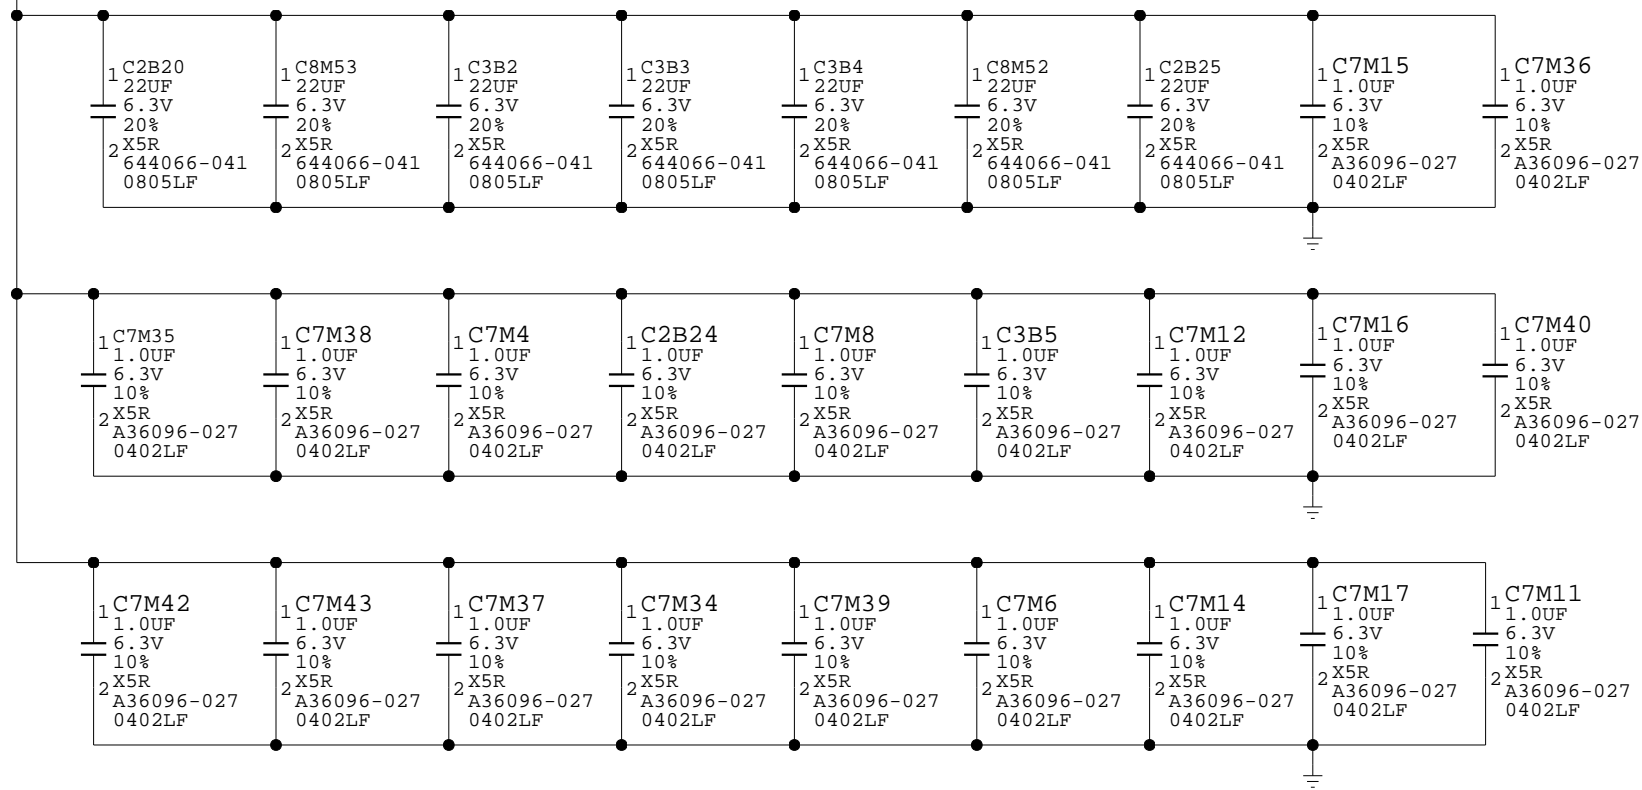 1 C2B20
22UF
6.3V
20%
2 X5R
644066-041
0805LF
1 C8M53
22UF
6.3V
20%
2 X5R
644066-041
0805LF
1 C3B2
22UF
6.3V
20%
2 X5R
644066-041
0805LF
1 C3B3
22UF
6.3V
20%
2 X5R
644066-041
0805LF
1 C3B4
22UF
6.3V
20%
2 X5R
644066-041
0805LF
1 C8M52
22UF
6.3V
20%
2 X5R
644066-041
0805LF
1 C2B25
22UF
6.3V
20%
2 X5R
644066-041
0805LF
1 C7M15
1.0UF
6.3V
10%
2 X5R
A36096-027
0402LF
1 C7M36
1.0UF
6.3V
10%
2 X5R
A36096-027
0402LF
1 C7M35
1.0UF
6.3V
10%
2 X5R
A36096-027
0402LF
1 C7M38
1.0UF
6.3V
10%
2 X5R
A36096-027
0402LF
1 C7M4
1.0UF
6.3V
10%
2 X5R
A36096-027
0402LF
1 C2B24
1.0UF
6.3V
10%
2 X5R
A36096-027
0402LF
1 C7M8
1.0UF
6.3V
10%
2 X5R
A36096-027
0402LF
1 C3B5
1.0UF
6.3V
10%
2 X5R
A36096-027
0402LF
1 C7M12
1.0UF
6.3V
10%
2 X5R
A36096-027
0402LF
1 C7M16
1.0UF
6.3V
10%
2 X5R
A36096-027
0402LF
1 C7M40
1.0UF
6.3V
10%
2 X5R
A36096-027
0402LF
1 C7M42
1.0UF
6.3V
10%
2 X5R
A36096-027
0402LF
1 C7M43
1.0UF
6.3V
10%
2 X5R
A36096-027
0402LF
1 C7M37
1.0UF
6.3V
10%
2 X5R
A36096-027
0402LF
1 C7M34
1.0UF
6.3V
10%
2 X5R
A36096-027
0402LF
1 C7M39
1.0UF
6.3V
10%
2 X5R
A36096-027
0402LF
1 C7M6
1.0UF
6.3V
10%
2 X5R
A36096-027
0402LF
1 C7M14
1.0UF
6.3V
10%
2 X5R
A36096-027
0402LF
1 C7M17
1.0UF
6.3V
10%
2 X5R
A36096-027
0402LF
1 C7M11
1.0UF
6.3V
10%
2 X5R
A36096-027
0402LF